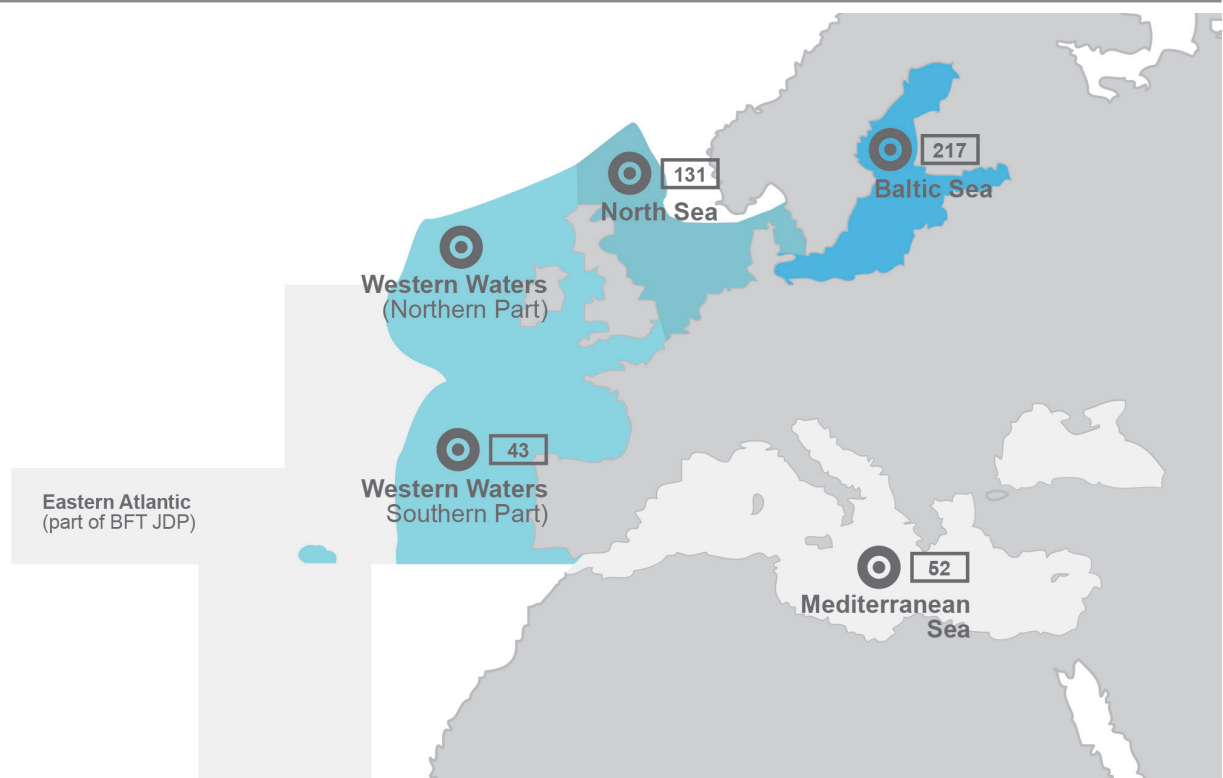 217
Baltic Sea
131
North Sea
Western Waters
(Northern Part)
43
Western Waters
Southern Part)
Eastern Atlantic
(part of BFT JDP)
52
Mediterranean
Sea